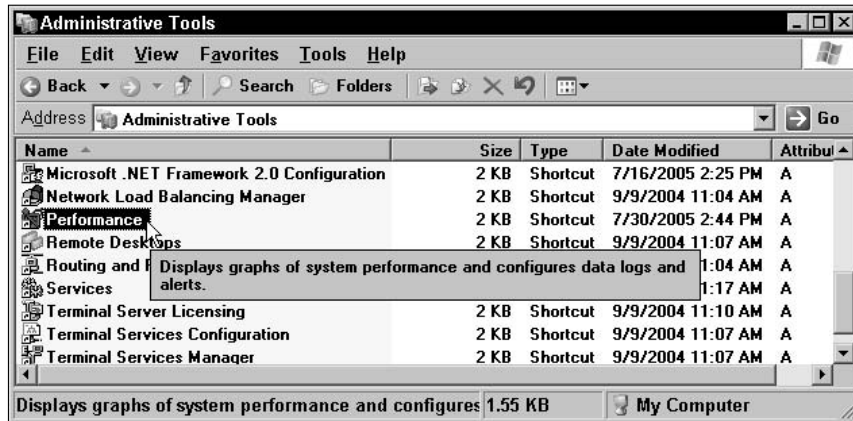 Administrative Tools
File Edit View Favorites Tools Help
Back Search Folders
Address Administrative Tools Go
Name Size Type Date Modified Attribu
Microsoft .NET Framework 2.0 Configuration 2 KB Shortcut 7/16/2005 2:25 PM A
Network Load Balancing Manager 2 KB Shortcut 9/9/2004 11:04 AM A
Performance 2 KB Shortcut 7/30/2005 2:44 PM A
Remote Desktops 2 KB Shortcut 9/9/2004 11:07 AM A
Routing and 1:04 AM A
Displays graphs of system performance and configures data logs and
alerts.
Services 1:17 AM A
Terminal Server Licensing 2 KB Shortcut 9/9/2004 11:10 AM A
Terminal Services Configuration 2 KB Shortcut 9/9/2004 11:07 AM A
Terminal Services Manager 2 KB Shortcut 9/9/2004 11:07 AM A
Displays graphs of system performance and configures 1.55 KB My Computer